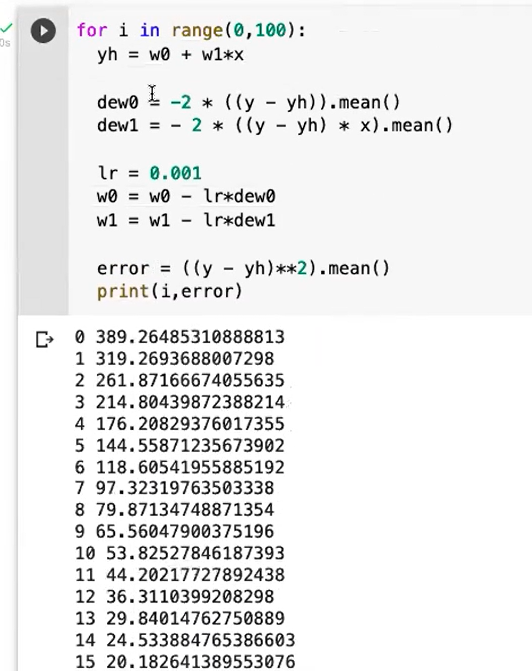 for i in range(0,100):
yh = w0 + w1*x
dew0 = -2 * ((y - yh)).mean()
dew1 = - 2 * ((y - yh) * x).mean()
lr = 0.001
w0 = w0 - lr*dew0
w1 = w1 - lr*dew1
error = ((y - yh)**2).mean()
print(i,error)
0s
0 389.26485310888813
1 319.2693688007298
2 261.87166674055635
3 214.80439872388214
4 176.20829376017355
5 144.55871235673902
6 118.60541955885192
7 97.32319763503338
8 79.87134748871354
9 65.56047900375196
10 53.82527846187393
11 44.20217727892438
12 36.3110399208298
13 29.84014762750889
14 24.533884765386603
15 20.182641389553076